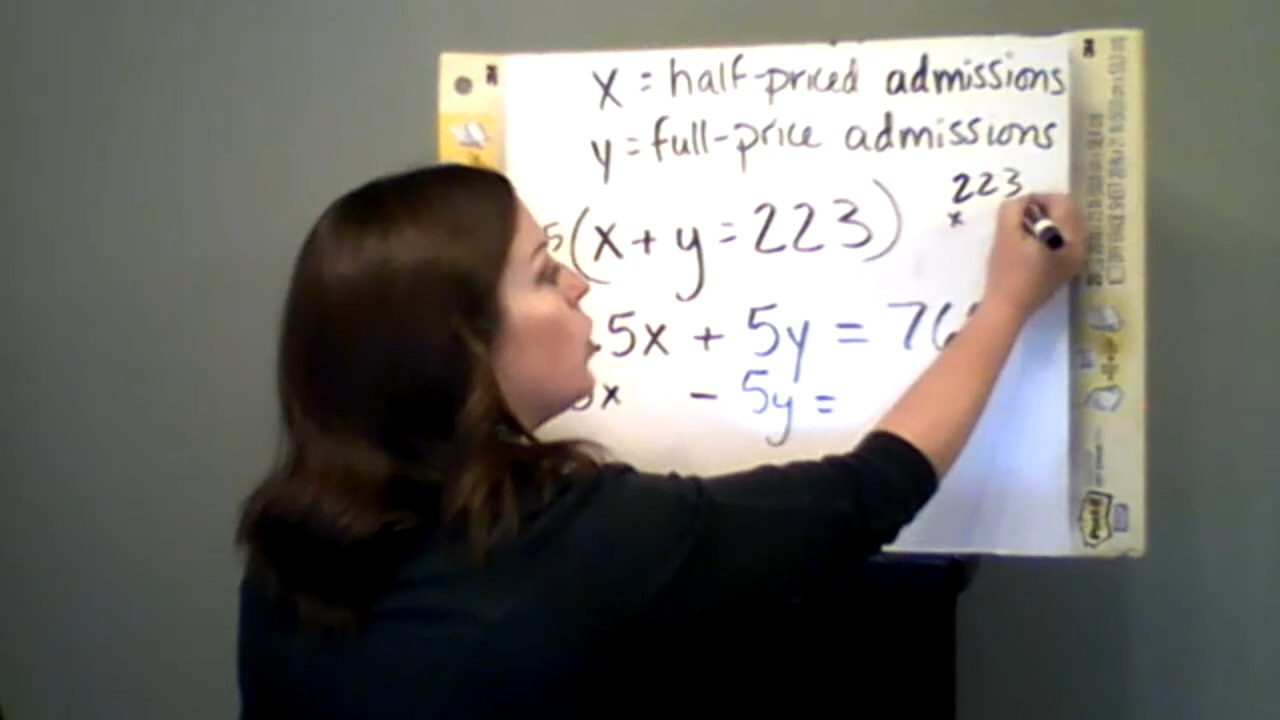 x = half-priced admissions
y = full-price admissions
223
x
5(x + y = 223)
.5x + 5y = 76
x - 5y =